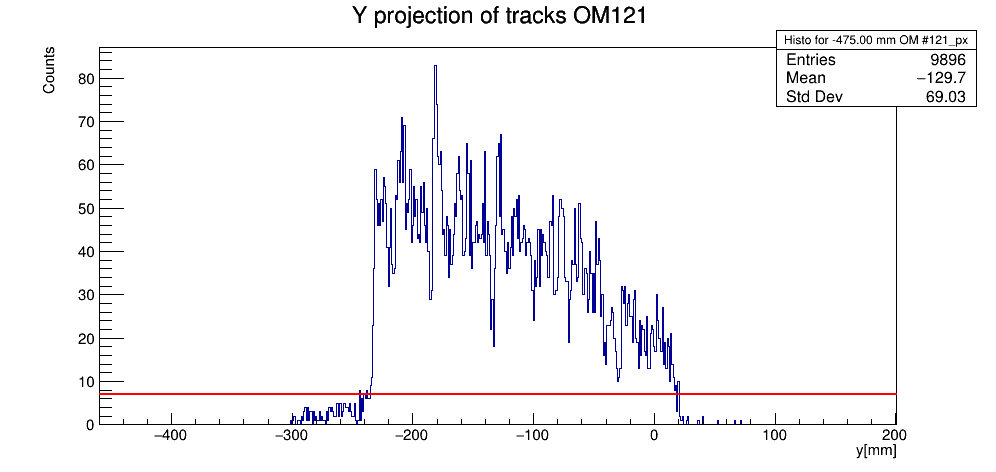 Y projection of tracks OM121
Histo for -475.00 mm OM #121_px
Entries 9896
Mean −129.7
Std Dev 69.03
Counts
80
70
60
50
40
30
20
10
0
−400 −300 −200 −100 0 100 200
y[mm]